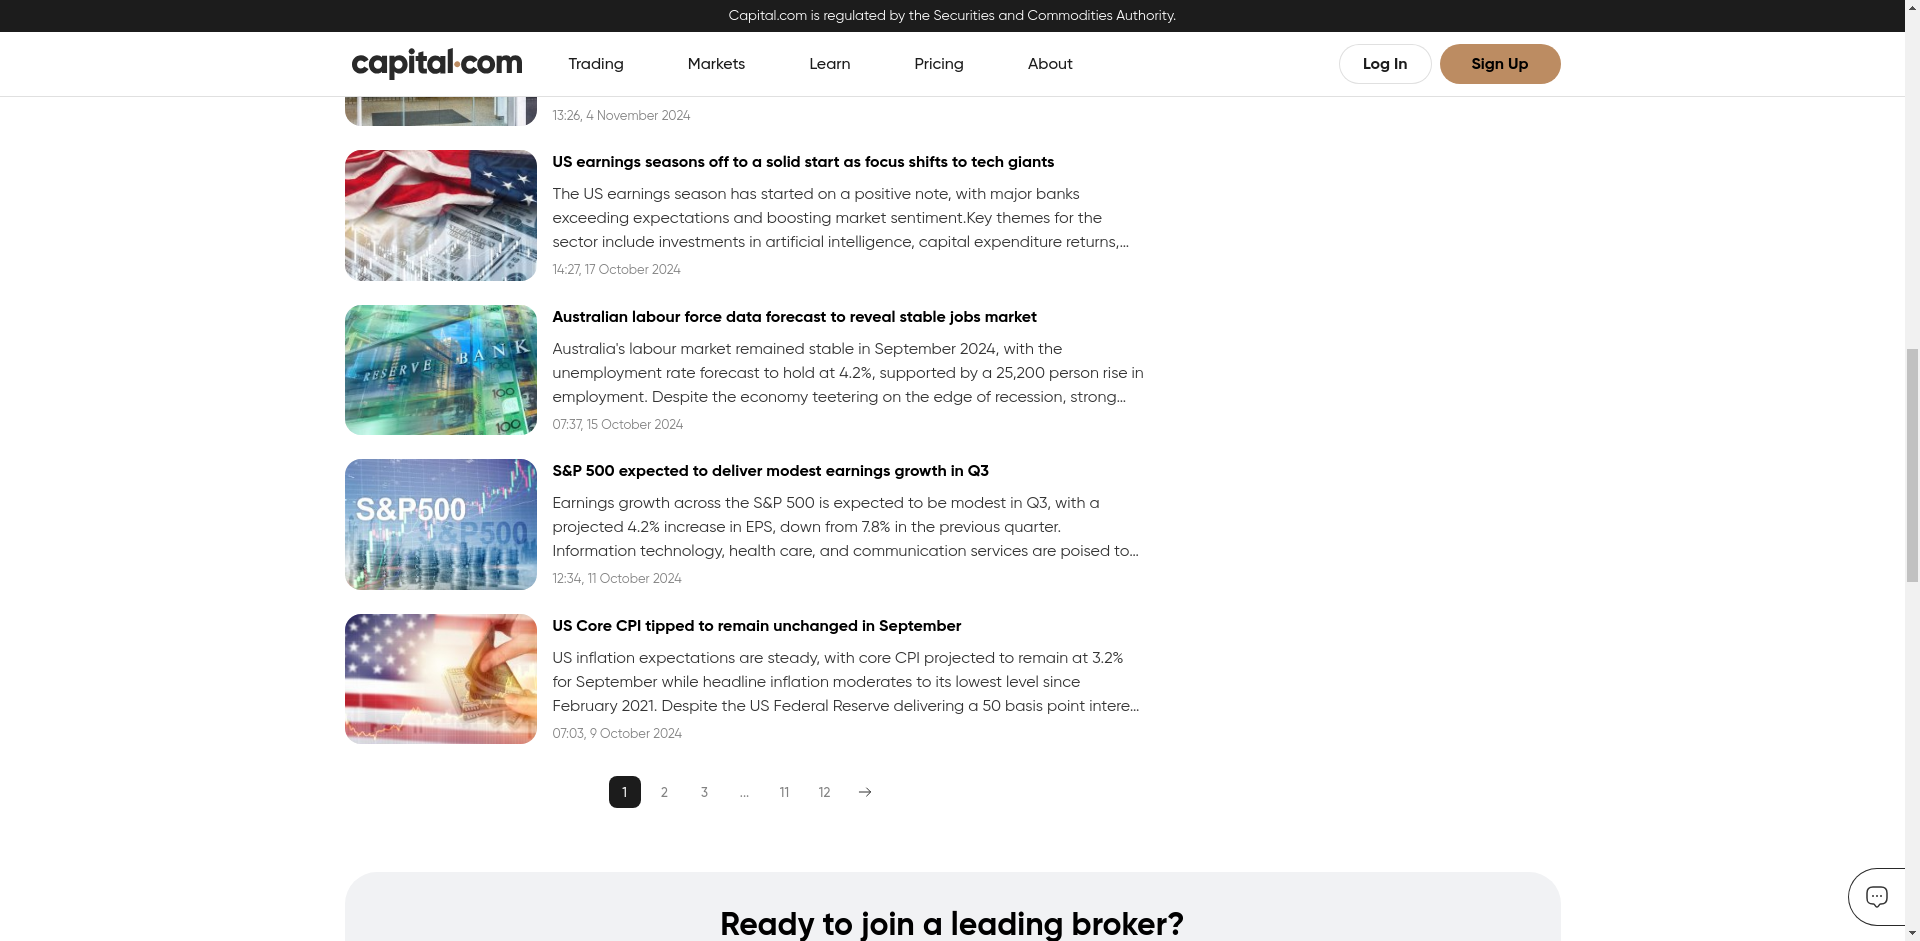 Capital.com is regulated by the Securities and Commodities Authority.
capital.com
Trading
Markets
Learn
Pricing
About
Log In
Sign Up
13:26, 4 November 2024
US earnings seasons off to a solid start as focus shifts to tech giants
The US earnings season has started on a positive note, with major banks
exceeding expectations and boosting market sentiment.Key themes for the
sector include investments in artificial intelligence, capital expenditure returns,...
14:27, 17 October 2024
RESERVE BANK
100
100
Australian labour force data forecast to reveal stable jobs market
Australia's labour market remained stable in September 2024, with the
unemployment rate forecast to hold at 4.2%, supported by a 25,200 person rise in
employment. Despite the economy teetering on the edge of recession, strong...
07:37, 15 October 2024
S&P500
S&P500
S&P 500 expected to deliver modest earnings growth in Q3
Earnings growth across the S&P 500 is expected to be modest in Q3, with a
projected 4.2% increase in EPS, down from 7.8% in the previous quarter.
Information technology, health care, and communication services are poised to...
12:34, 11 October 2024
US Core CPI tipped to remain unchanged in September
US inflation expectations are steady, with core CPI projected to remain at 3.2%
for September while headline inflation moderates to its lowest level since
February 2021. Despite the US Federal Reserve delivering a 50 basis point intere...
07:03, 9 October 2024
1 2 3 ... 11 12
Ready to join a leading broker?